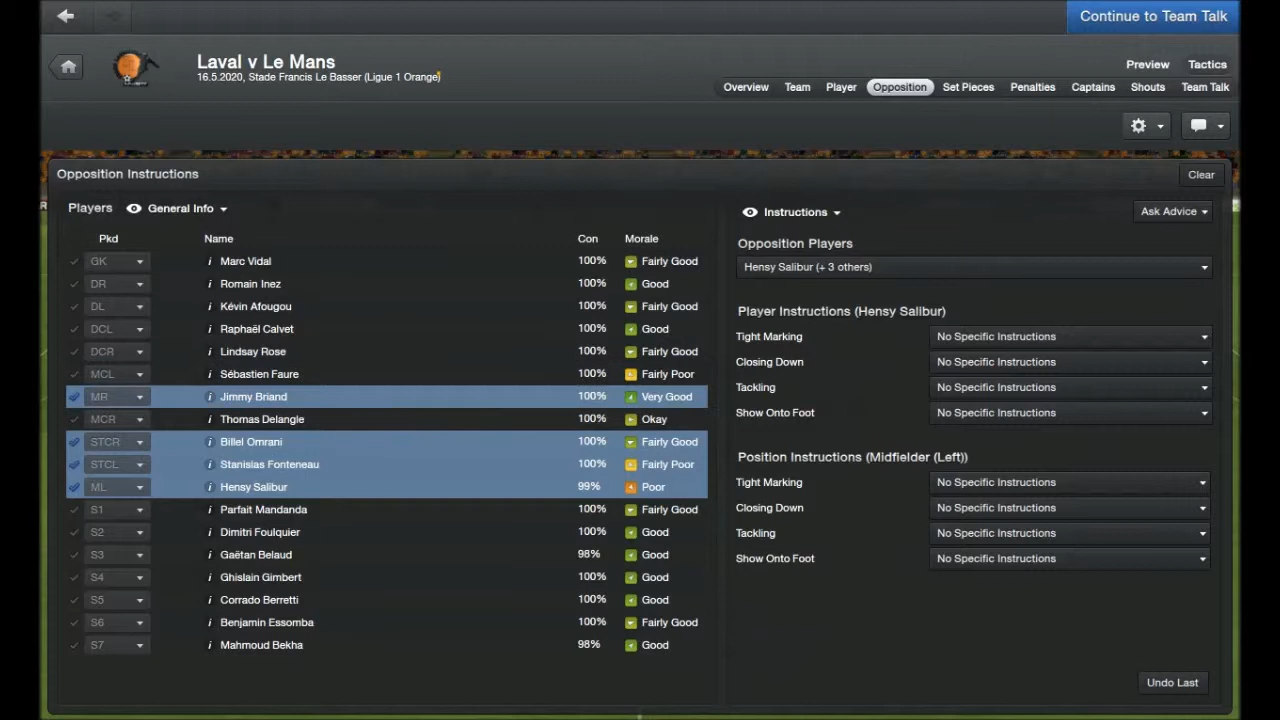 Continue to Team Talk
Laval v Le Mans
16.5.2020, Stade Francis Le Basser (Ligue 1 Orange)
Preview Tactics
Overview Team Player Opposition Set Pieces Penalties Captains Shouts Team Talk
Opposition Instructions
Clear
Players General Info
Pkd Name Con Morale
GK i Marc Vidal 100% Fairly Good
DR i Romain Inez 100% Good
DL i Kévin Afougou 100% Fairly Good
DCL i Raphaël Calvet 100% Good
DCR i Lindsay Rose 100% Fairly Good
MCL i Sébastien Faure 100% Fairly Poor
MR i Jimmy Briand 100% Very Good
MCR i Thomas Delangle 100% Okay
STCR i Billel Omrani 100% Fairly Good
STCL i Stanislas Fonteneau 100% Fairly Poor
ML i Hensy Salibur 99% Poor
S1 i Parfait Mandanda 100% Fairly Good
S2 i Dimitri Foulquier 100% Good
S3 i Gaëtan Belaud 98% Good
S4 i Ghislain Gimbert 100% Good
S5 i Corrado Berretti 100% Good
S6 i Benjamin Essomba 100% Fairly Good
S7 i Mahmoud Bekha 98% Good
Instructions
Ask Advice
Opposition Players
Hensy Salibur (+ 3 others)
Player Instructions (Hensy Salibur)
Tight Marking No Specific Instructions
Closing Down No Specific Instructions
Tackling No Specific Instructions
Show Onto Foot No Specific Instructions
Position Instructions (Midfielder (Left))
Tight Marking No Specific Instructions
Closing Down No Specific Instructions
Tackling No Specific Instructions
Show Onto Foot No Specific Instructions
Undo Last